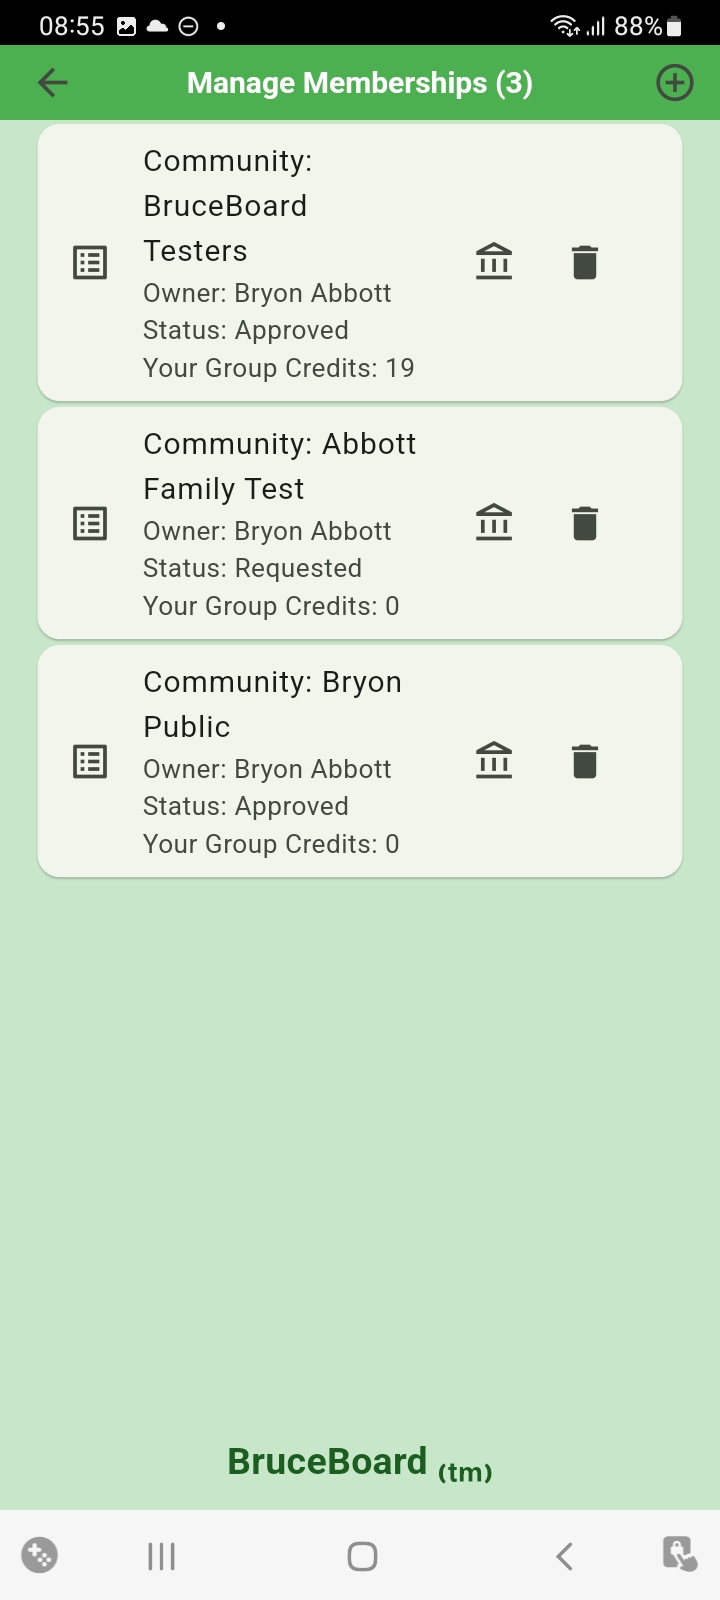 08:55 88%
Manage Memberships (3)
Community:
BruceBoard
Testers
Owner: Bryon Abbott
Status: Approved
Your Group Credits: 19
Community: Abbott
Family Test
Owner: Bryon Abbott
Status: Requested
Your Group Credits: 0
Community: Bryon
Public
Owner: Bryon Abbott
Status: Approved
Your Group Credits: 0
BruceBoard (tm)